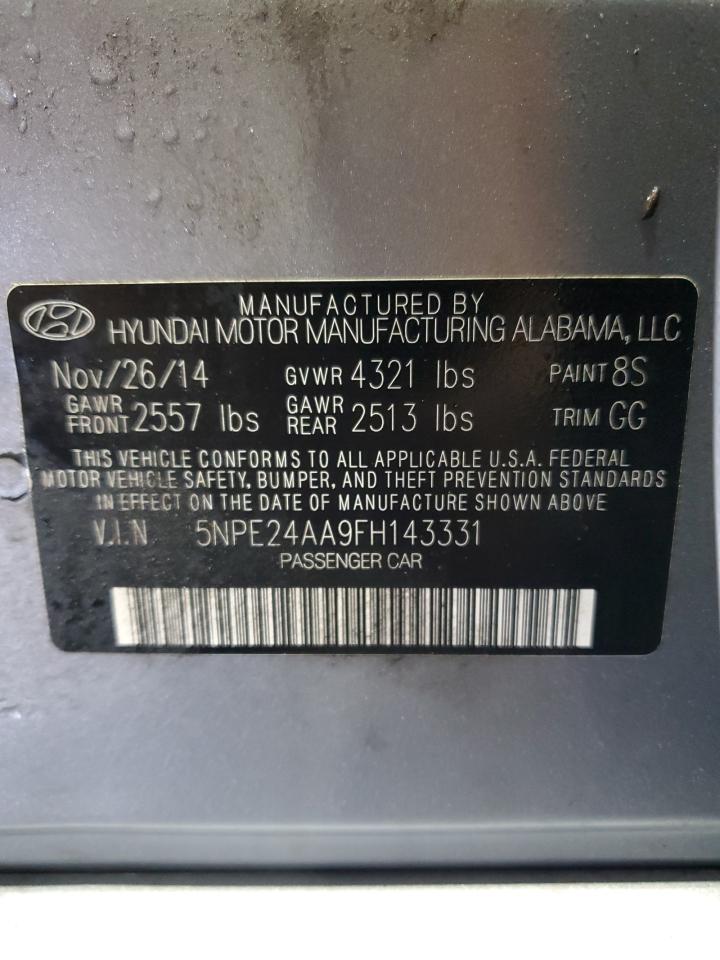 MANUFACTURED BY
HYUNDAI MOTOR MANUFACTURING ALABAMA, LLC
Nov/26/14 GVWR 4321 lbs PAINT 8S
GAWR FRONT 2557 lbs GAWR REAR 2513 lbs TRIM GG
THIS VEHICLE CONFORMS TO ALL APPLICABLE U.S.A. FEDERAL
MOTOR VEHICLE SAFETY, BUMPER, AND THEFT PREVENTION STANDARDS
IN EFFECT ON THE DATE OF MANUFACTURE SHOWN ABOVE
V.I.N 5NPE24AA9FH143331
PASSENGER CAR